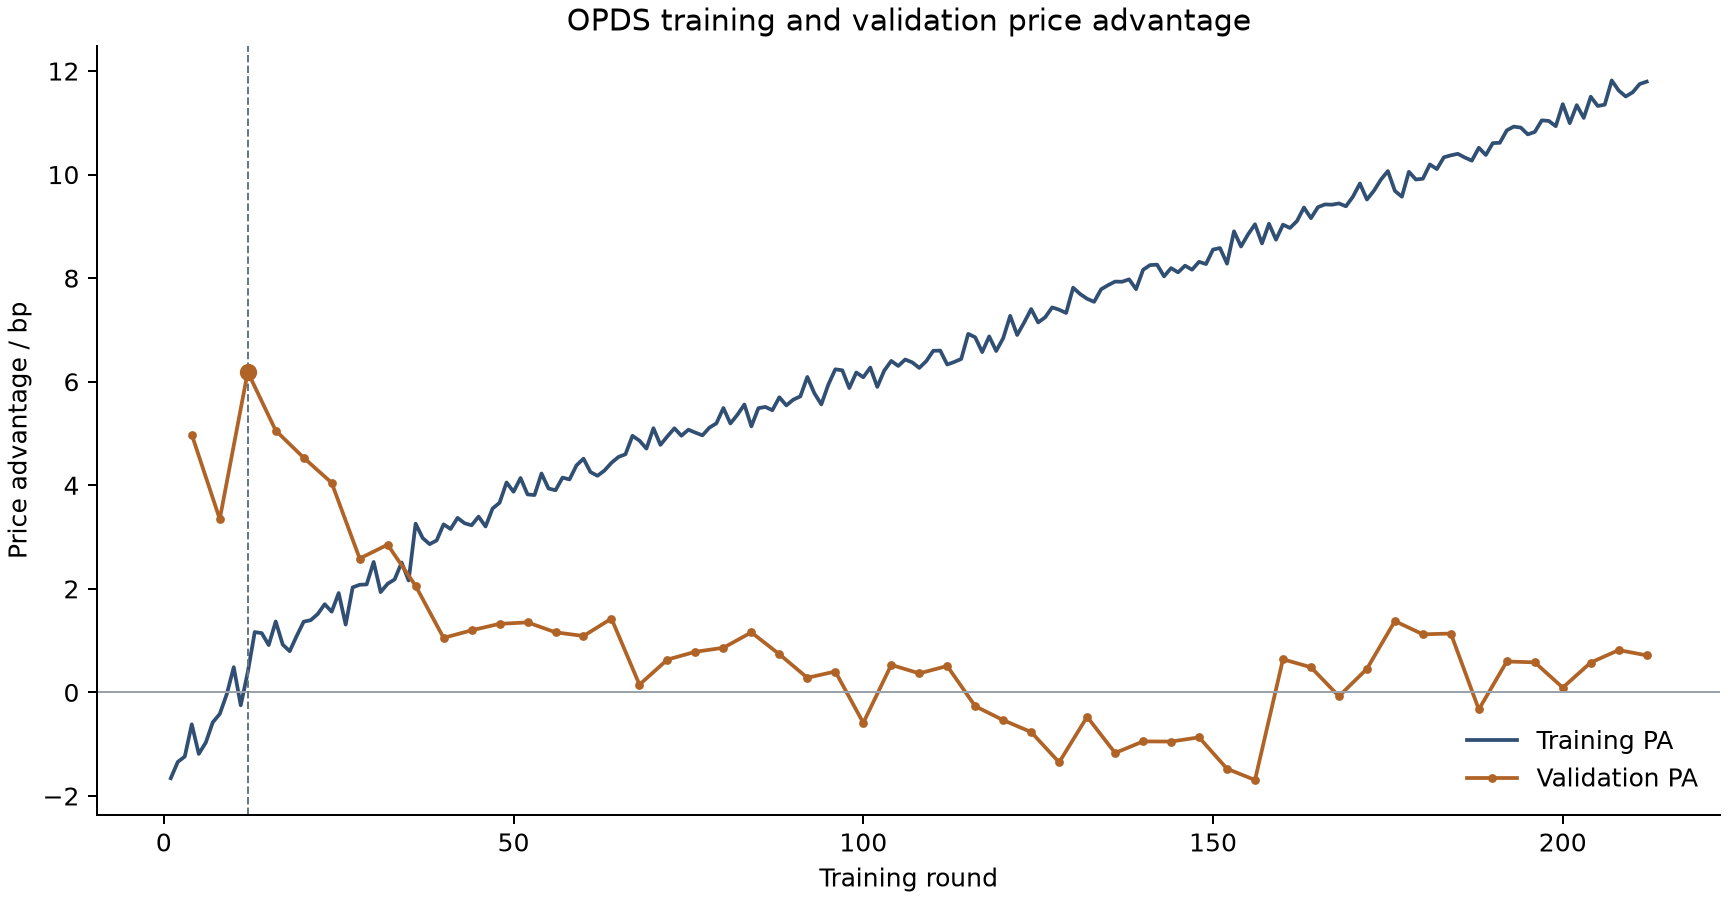 OPDS training and validation price advantage
Price advantage / bp
12
10
8
6
4
2
0
−2
0
50
100
150
200
Training round
Training PA
Validation PA